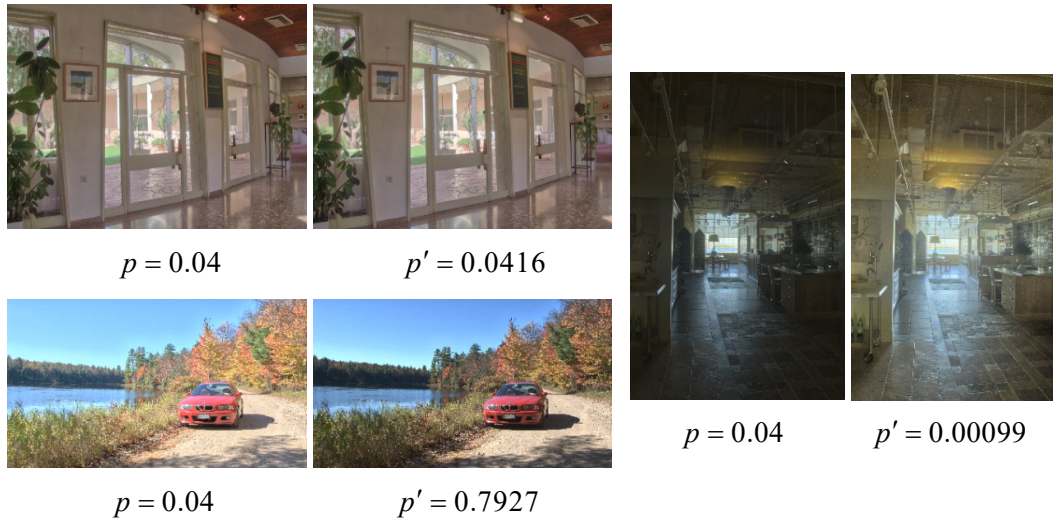 p = 0.04
p′ = 0.0416
p = 0.04
p′ = 0.7927
p = 0.04
p′ = 0.00099